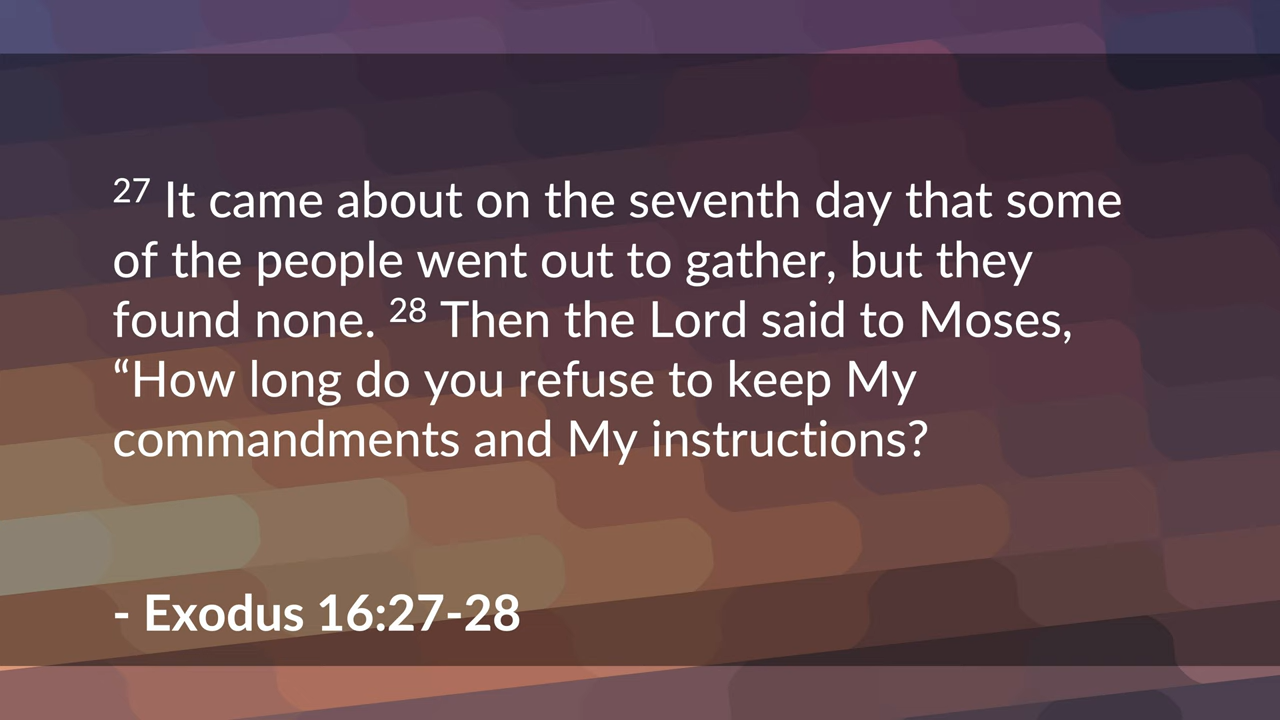 27 It came about on the seventh day that some
of the people went out to gather, but they
found none. 28 Then the Lord said to Moses,
“How long do you refuse to keep My
commandments and My instructions?
- Exodus 16:27-28